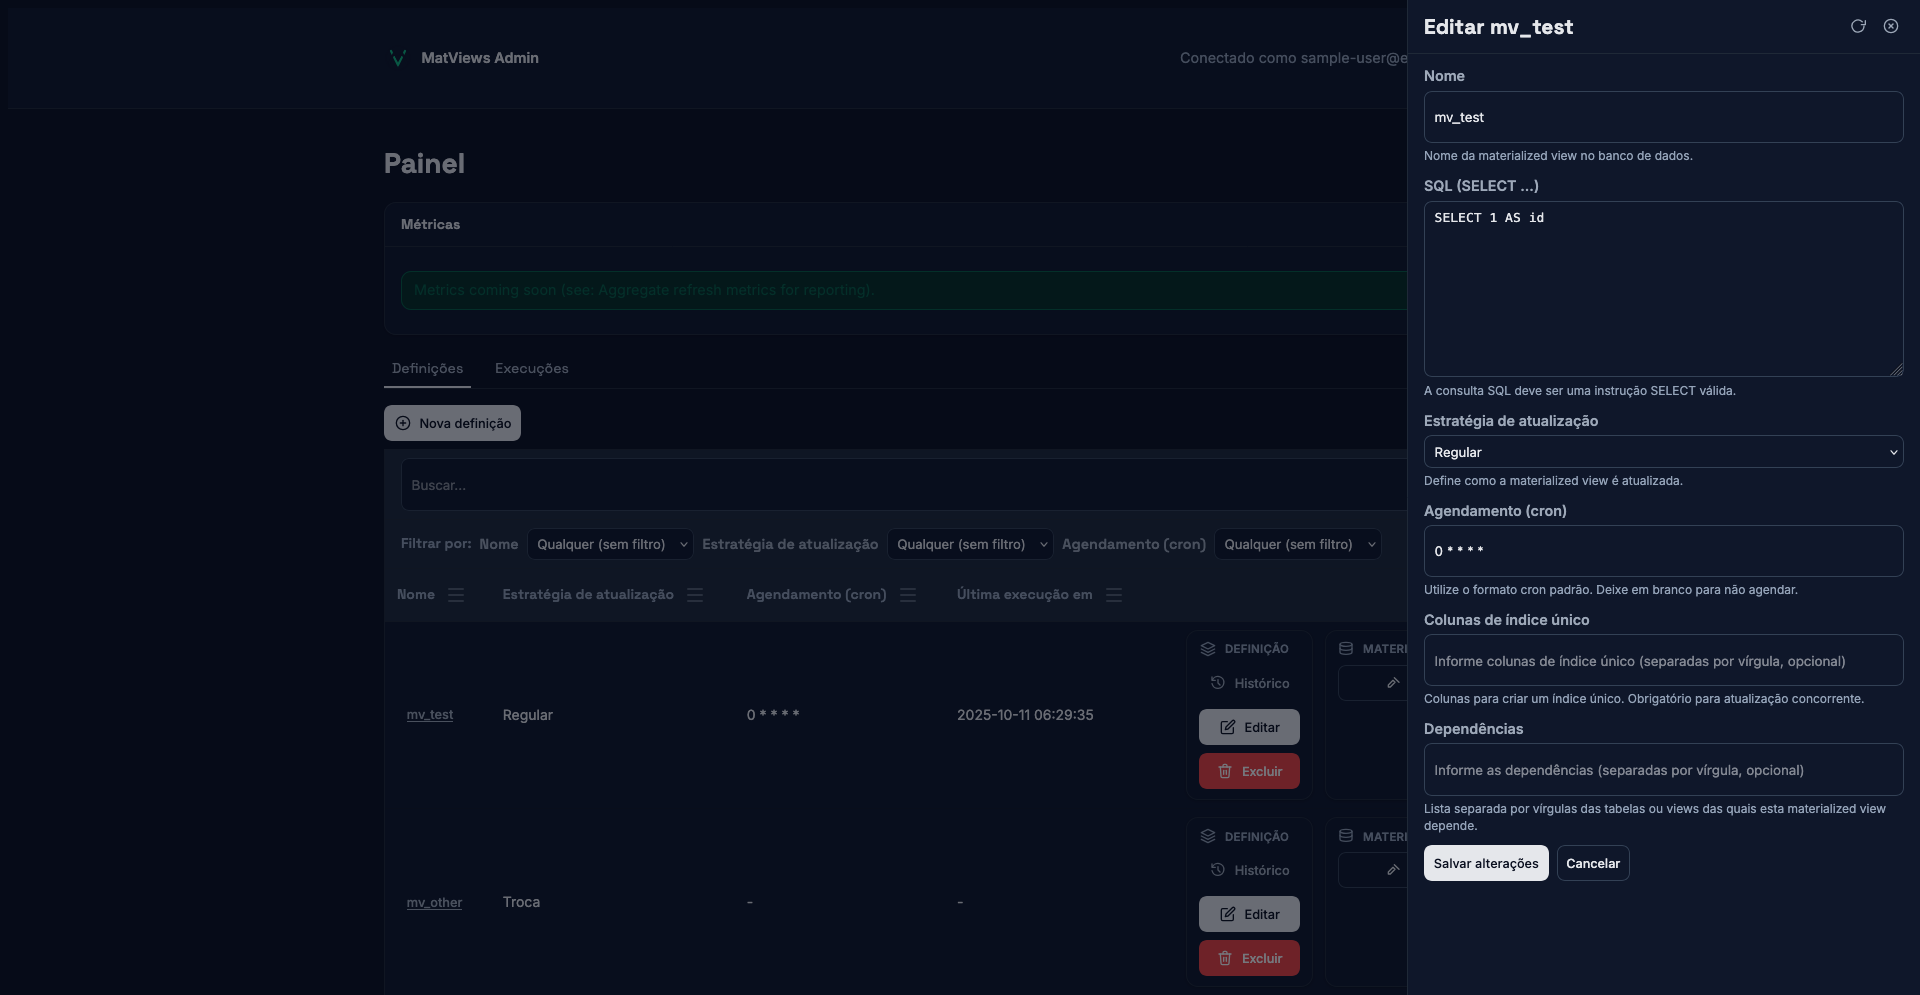 MatViews Admin
Conectado como sample-user@e
Painel
Métricas
Metrics coming soon (see: Aggregate refresh metrics for reporting).
Definições
Execuções
Nova definição
Buscar...
Filtrar por: Nome Qualquer (sem filtro) Estratégia de atualização Qualquer (sem filtro) Agendamento (cron) Qualquer (sem filtro)
Nome Estratégia de atualização Agendamento (cron) Última execução em
DEFINIÇÃO
MATERI
Histórico
mv_test Regular 0 * * * * 2025-10-11 06:29:35
Editar
Excluir
DEFINIÇÃO
MATERI
Histórico
mv_other Troca - -
Editar
Excluir
Editar mv_test
Nome
mv_test
Nome da materialized view no banco de dados.
SQL (SELECT ...)
SELECT 1 AS id
A consulta SQL deve ser uma instrução SELECT válida.
Estratégia de atualização
Regular
Define como a materialized view é atualizada.
Agendamento (cron)
0 * * * *
Utilize o formato cron padrão. Deixe em branco para não agendar.
Colunas de índice único
Informe colunas de índice único (separadas por vírgula, opcional)
Colunas para criar um índice único. Obrigatório para atualização concorrente.
Dependências
Informe as dependências (separadas por vírgula, opcional)
Lista separada por vírgulas das tabelas ou views das quais esta materialized view
depende.
Salvar alterações
Cancelar